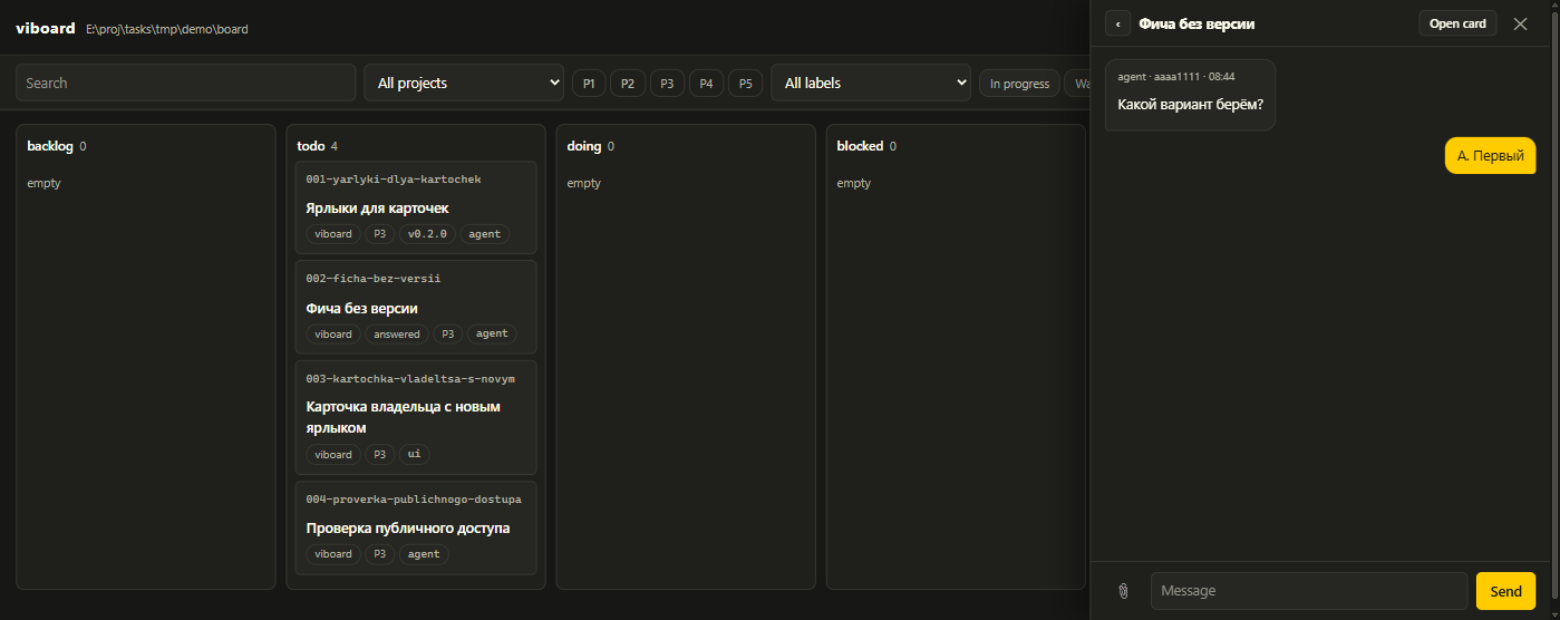 viboard E:\proj\tasks\tmp\demo\board
Search All projects P1 P2 P3 P4 P5 All labels In progress Wa
backlog 0
empty
todo 4
001-yarlyki-dlya-kartochek
Ярлыки для карточек
viboard P3 v0.2.0 agent
002-ficha-bez-versii
Фича без версии
viboard answered P3 agent
003-kartochka-vladeltsa-s-novym
Карточка владельца с новым
ярлыком
viboard P3 ui
004-proverka-publichnogo-dostupa
Проверка публичного доступа
viboard P3 agent
doing 0
empty
blocked 0
empty
‹ Фича без версии Open card ×
agent · aaaa1111 · 08:44
Какой вариант берём?
А. Первый
Message Send